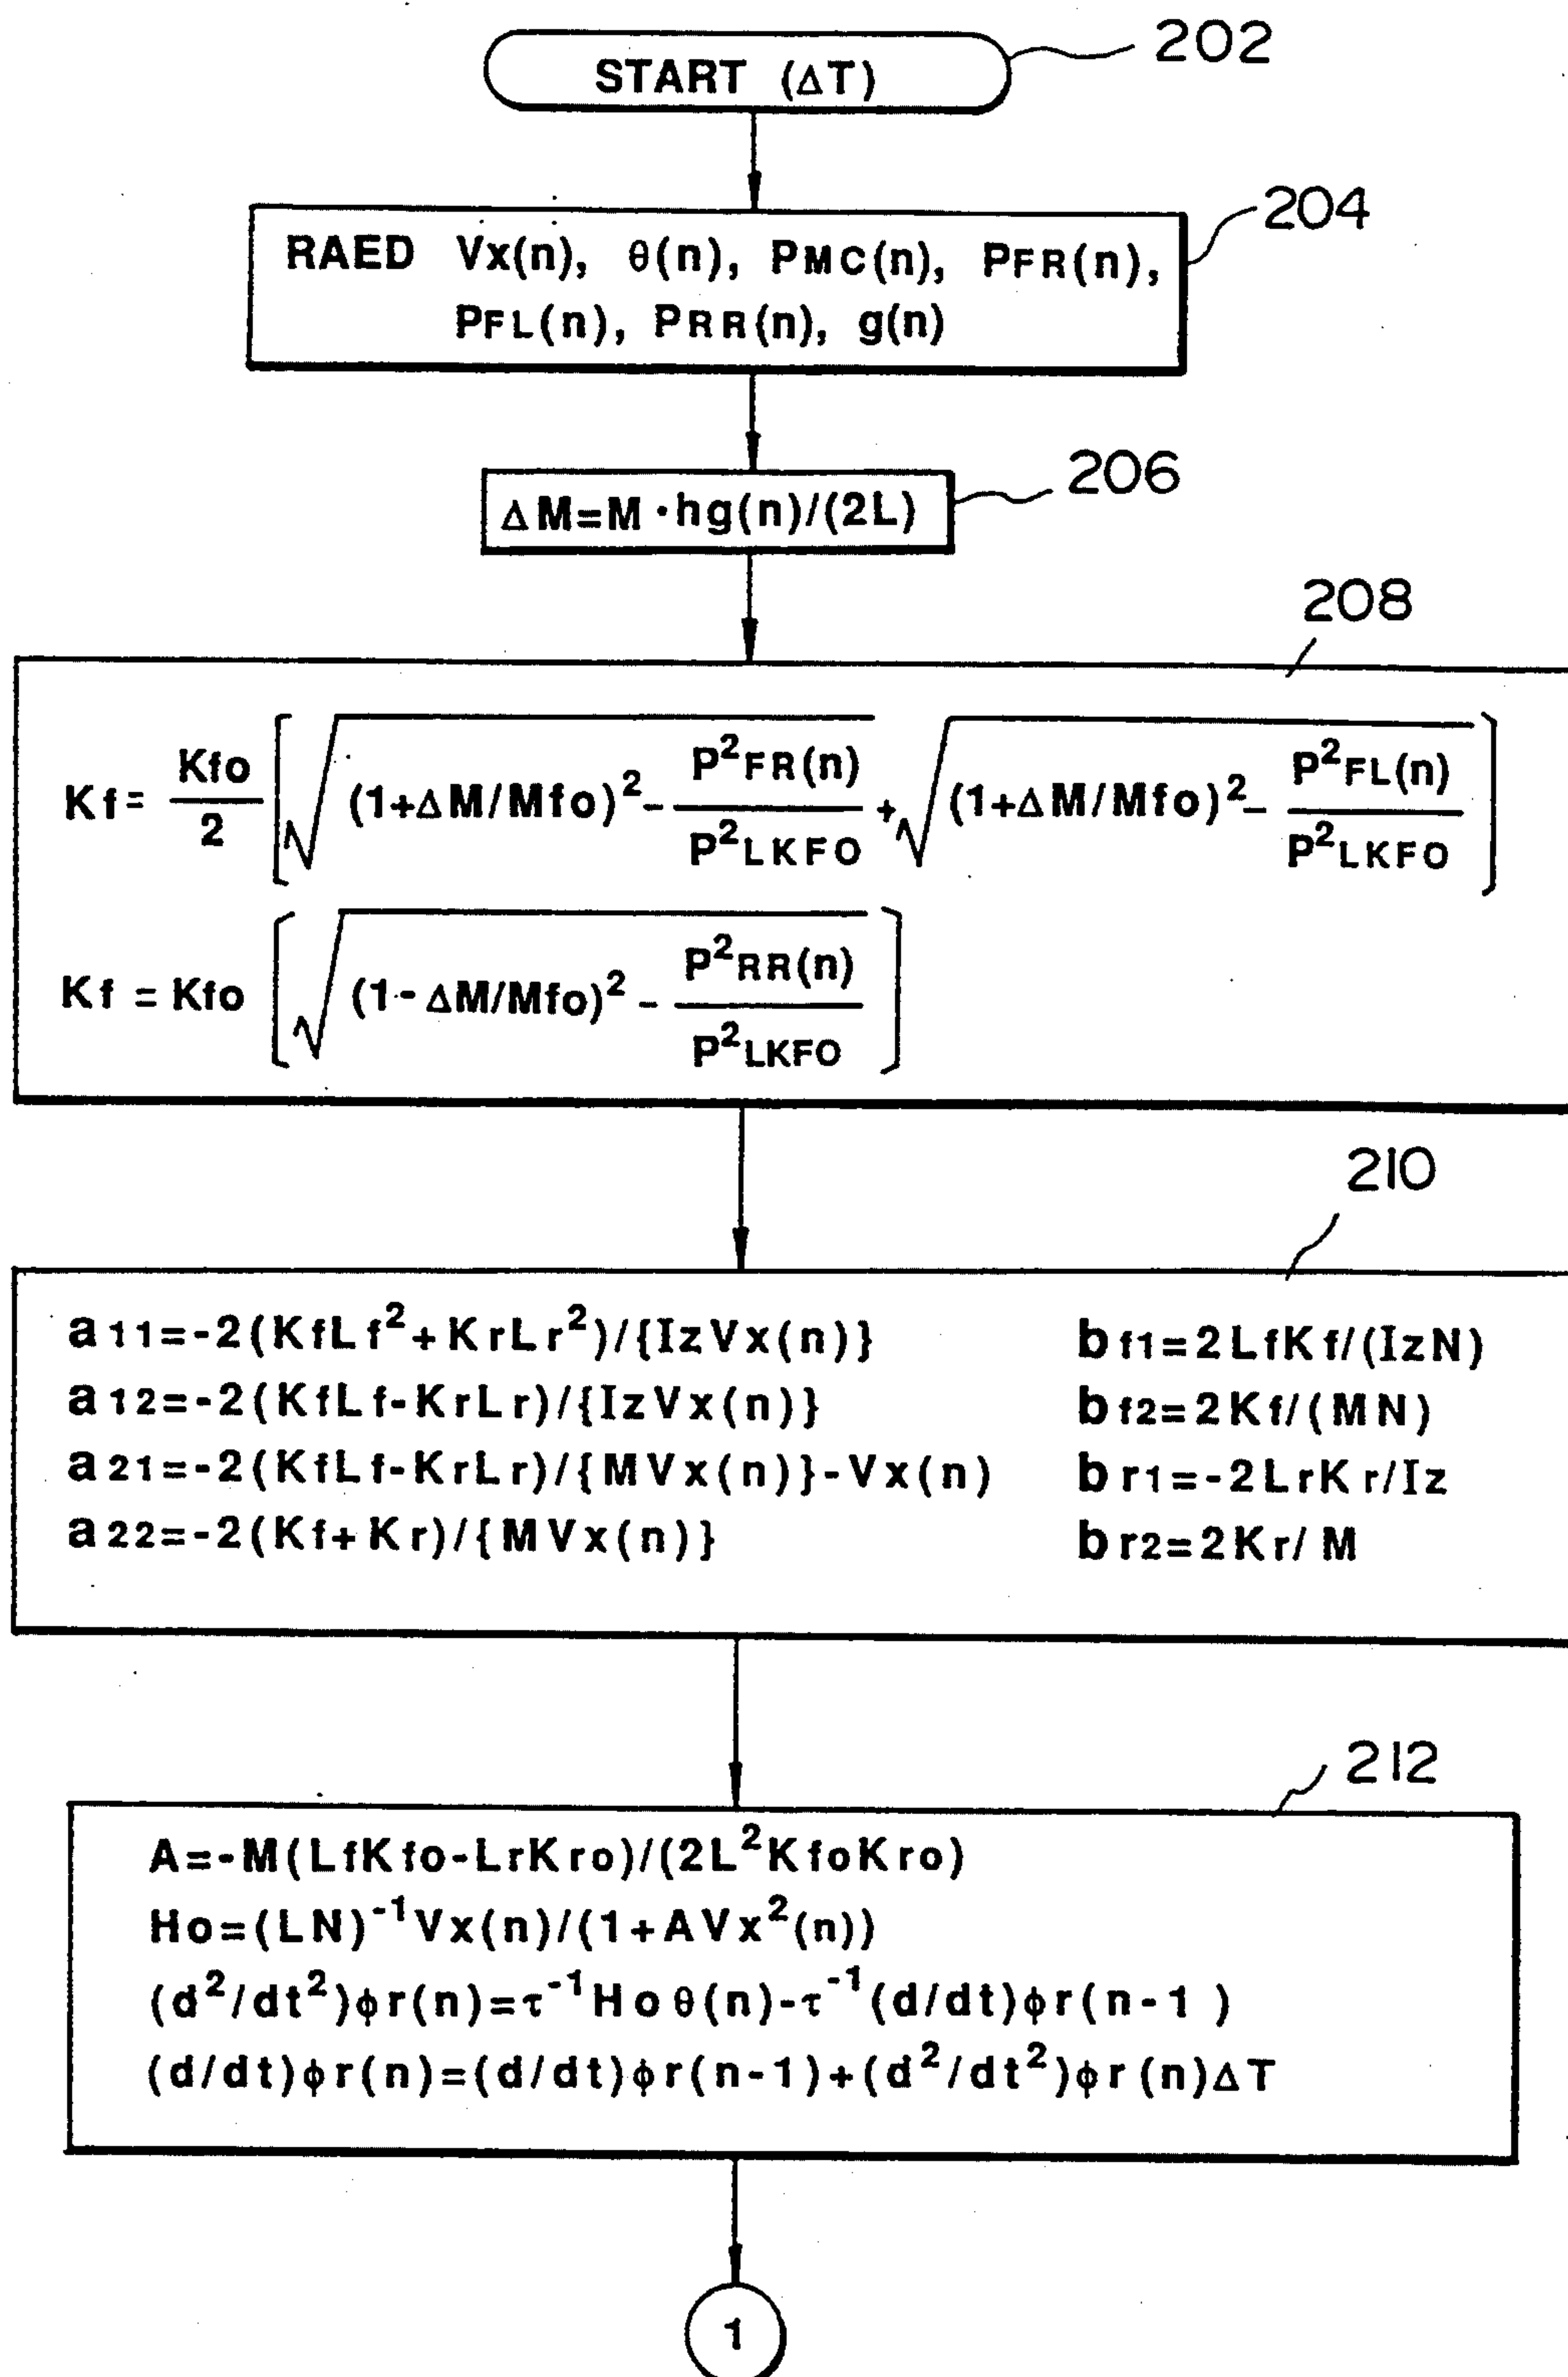 START (ΔT)
202
RAED Vx(n), θ(n), PMC(n), PFR(n),
PFL(n), PRR(n), g(n)
204
ΔM=M·hg(n)/(2L)
206
208
Kf= Kfo/2 [√((1+ΔM/Mfo)²- P²FR(n)/P²LKFO) + √((1+ΔM/Mfo)²- P²FL(n)/P²LKFO)]
Kf = Kfo [√((1-ΔM/Mfo)² - P²RR(n)/P²LKFO)]
210
a11=-2(KfLf²+KrLr²)/{IzVx(n)} bf1=2LfKf/(IzN)
a12=-2(KfLf-KrLr)/{IzVx(n)} bf2=2Kf/(MN)
a21=-2(KfLf-KrLr)/{MVx(n)}-Vx(n) br1=-2LrKr/Iz
a22=-2(Kf+Kr)/{MVx(n)} br2=2Kr/M
212
A=-M(LfKfo-LrKro)/(2L²KfoKro)
Ho=(LN)⁻¹Vx(n)/(1+AVx²(n))
(d²/dt²)φr(n)=τ⁻¹Hoθ(n)-τ⁻¹(d/dt)φr(n-1)
(d/dt)φr(n)=(d/dt)φr(n-1)+(d²/dt²)φr(n)ΔT
1